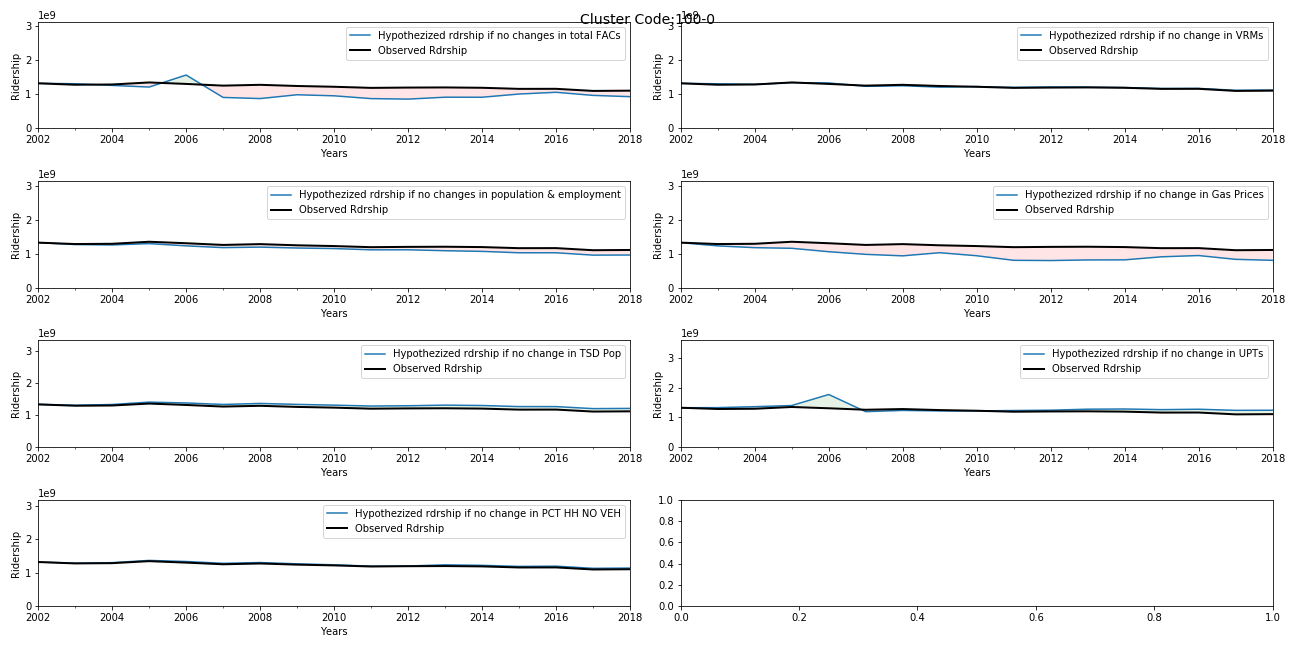 Cluster Code:100-0
1e9
Hypothezized rdrship if no changes in total FACs
Observed Rdrship
Ridership
3
2
1
0
2002 2004 2006 2008 2010 2012 2014 2016 2018
Years
1e9
Hypothezized rdrship if no change in VRMs
Observed Rdrship
Ridership
3
2
1
0
2002 2004 2006 2008 2010 2012 2014 2016 2018
Years
1e9
Hypothezized rdrship if no changes in population & employment
Observed Rdrship
Ridership
3
2
1
0
2002 2004 2006 2008 2010 2012 2014 2016 2018
Years
1e9
Hypothezized rdrship if no change in Gas Prices
Observed Rdrship
Ridership
3
2
1
0
2002 2004 2006 2008 2010 2012 2014 2016 2018
Years
1e9
Hypothezized rdrship if no change in TSD Pop
Observed Rdrship
Ridership
3
2
1
0
2002 2004 2006 2008 2010 2012 2014 2016 2018
Years
1e9
Hypothezized rdrship if no change in UPTs
Observed Rdrship
Ridership
3
2
1
0
2002 2004 2006 2008 2010 2012 2014 2016 2018
Years
1e9
Hypothezized rdrship if no change in PCT HH NO VEH
Observed Rdrship
Ridership
3
2
1
0
2002 2004 2006 2008 2010 2012 2014 2016 2018
Years
1.0
0.8
0.6
0.4
0.2
0.0
0.0 0.2 0.4 0.6 0.8 1.0